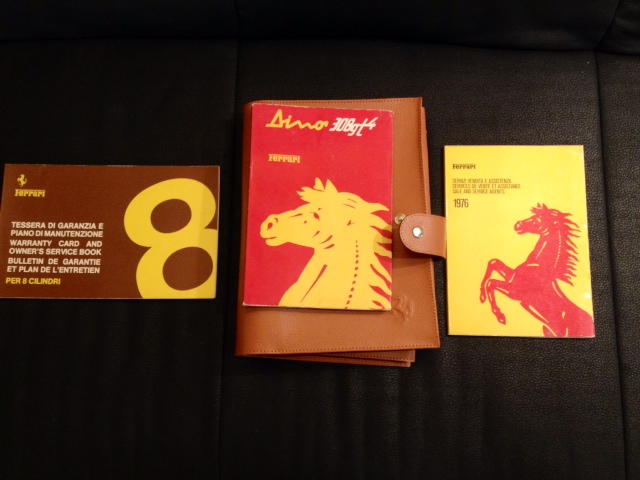 Ferrari
TESSERA DI GARANZIA E
PIANO DI MANUTENZIONE
WARRANTY CARD AND
OWNER'S SERVICE BOOK
BULLETIN DE GARANTIE
ET PLAN DE L'ENTRETIEN
PER 8 CILINDRI
8
Dino 308gt4
Ferrari
Ferrari
SERVIZI VENDITA E ASSISTENZA
SERVICES DE VENTE ET ASSISTANCE
SALE AND SERVICE AGENTS
1976